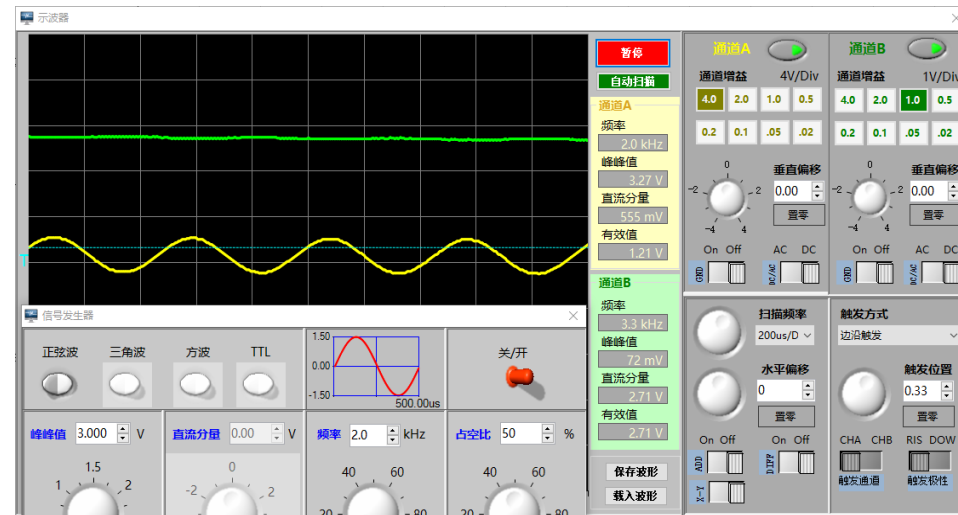 示波器
暂停
自动扫描
通道A
频率
2.0 kHz
峰峰值
3.27 V
直流分量
555 mV
有效值
1.21 V
通道B
频率
3.3 kHz
峰峰值
72 mV
直流分量
2.71 V
有效值
2.71 V
保存波形
载入波形
T
通道A
通道增益 4V/Div
4.0 2.0 1.0 0.5
0.2 0.1 .05 .02
0
垂直偏移
-2 2 0.00
置零
-4 4
On Off AC DC
GND DC/AC
通道B
通道增益 1V/Div
4.0 2.0 1.0 0.5
0.2 0.1 .05 .02
0
垂直偏移
-2 2 0.00
置零
-4 4
On Off AC DC
GND DC/AC
扫描频率
200us/D
水平偏移
0
置零
On Off On Off
ADD DIFF
X-Y
触发方式
边沿触发
触发位置
0.33
置零
CHA CHB RIS DOW
触发通道 触发极性
信号发生器
正弦波 三角波 方波 TTL
1.50
0.00
-1.50
500.00us
关/开
峰峰值 3.000 V
直流分量 0.00 V
频率 2.0 kHz
占空比 50 %
1.5
1 2
0
-2 2
40 60
20 80
40 60
20 80